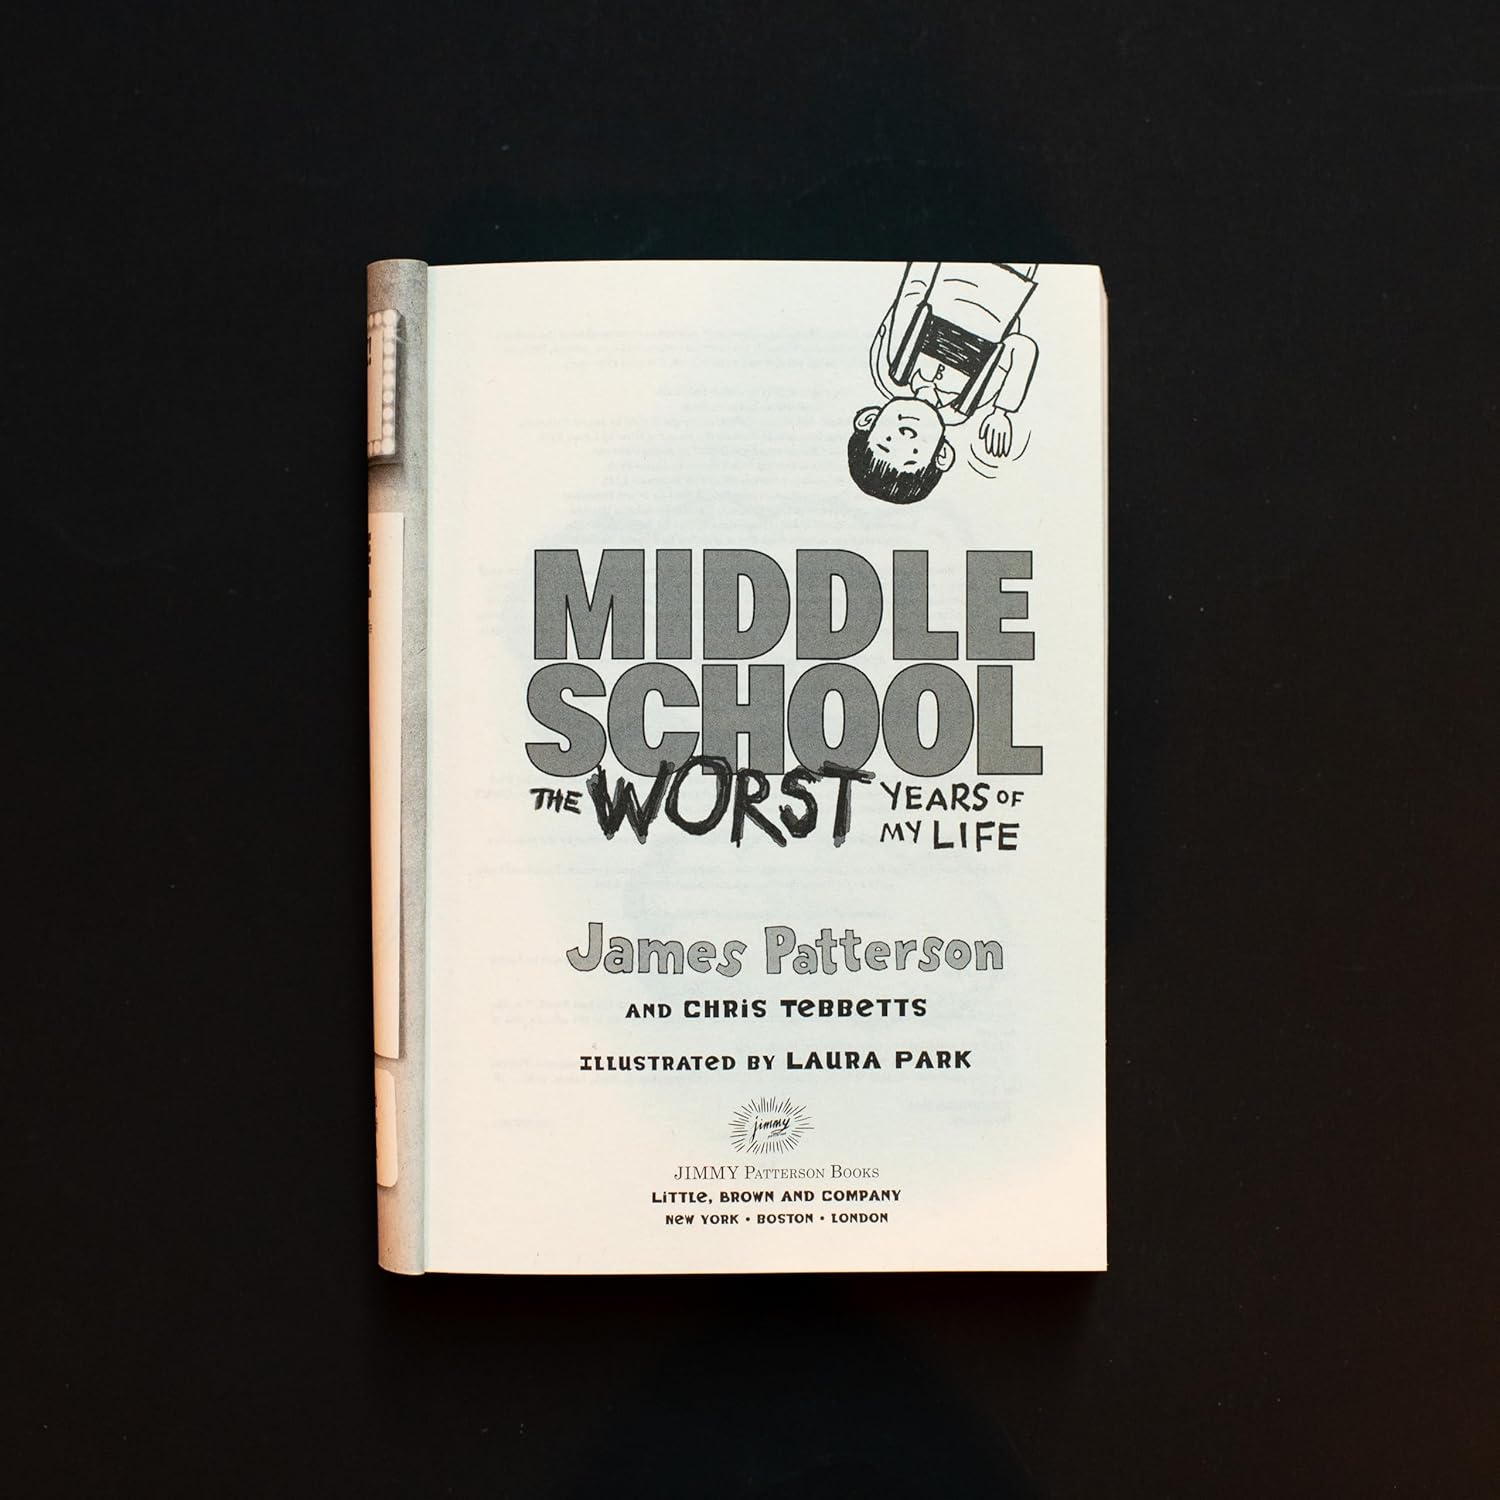 B
MIDDLE
SCHOOL
THE WORST YEARS OF
MY LIFE
James Patterson
AND CHRiS TeBBeTTS
ILLUSTRATeD BY LAURA PARK
jimmy
JIMMY PATTERSON BOOKS
LiTTLe, BROWN AND COMPANY
NeW YORK • BOSTON • LONDON